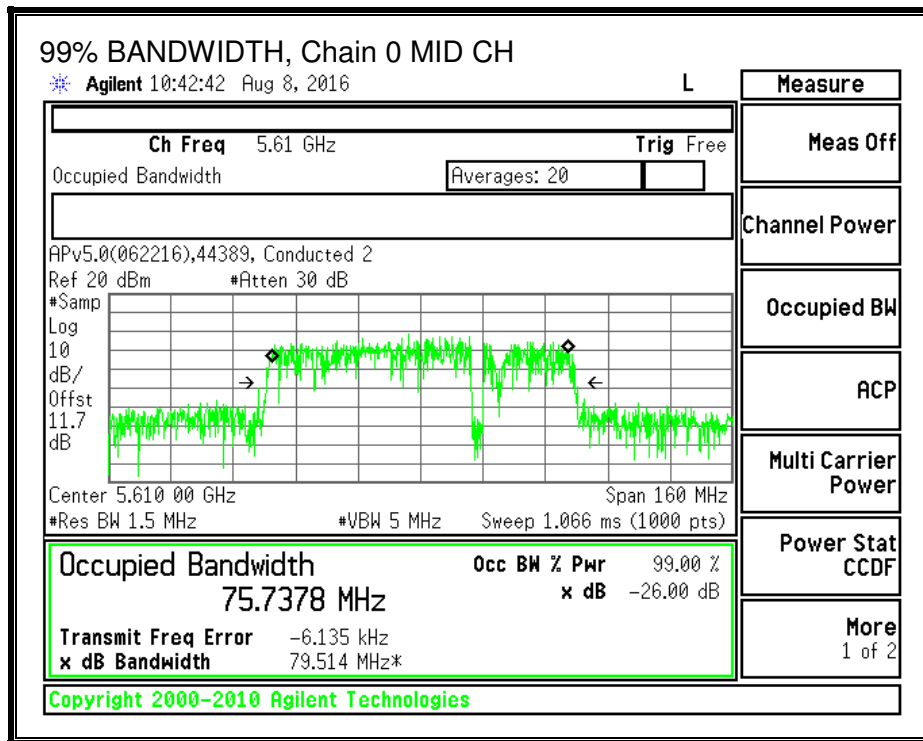 99% BANDWIDTH, Chain 0 MID CH
Agilent 10:42:42 Aug 8, 2016 L
Measure
Ch Freq 5.61 GHz Trig Free
Meas Off
Occupied Bandwidth Averages: 20
Channel Power
APv5.0(062216),44389, Conducted 2
Ref 20 dBm #Atten 30 dB
#Samp
Log
10
dB/
Offst
11.7
dB
Occupied BW
ACP
Multi Carrier
Power
Center 5.610 00 GHz Span 160 MHz
#Res BW 1.5 MHz #VBW 5 MHz Sweep 1.066 ms (1000 pts)
Power Stat
CCDF
Occupied Bandwidth Occ BW % Pwr 99.00 %
75.7378 MHz x dB -26.00 dB
Transmit Freq Error -6.135 kHz
x dB Bandwidth 79.514 MHz*
More
1 of 2
Copyright 2000-2010 Agilent Technologies